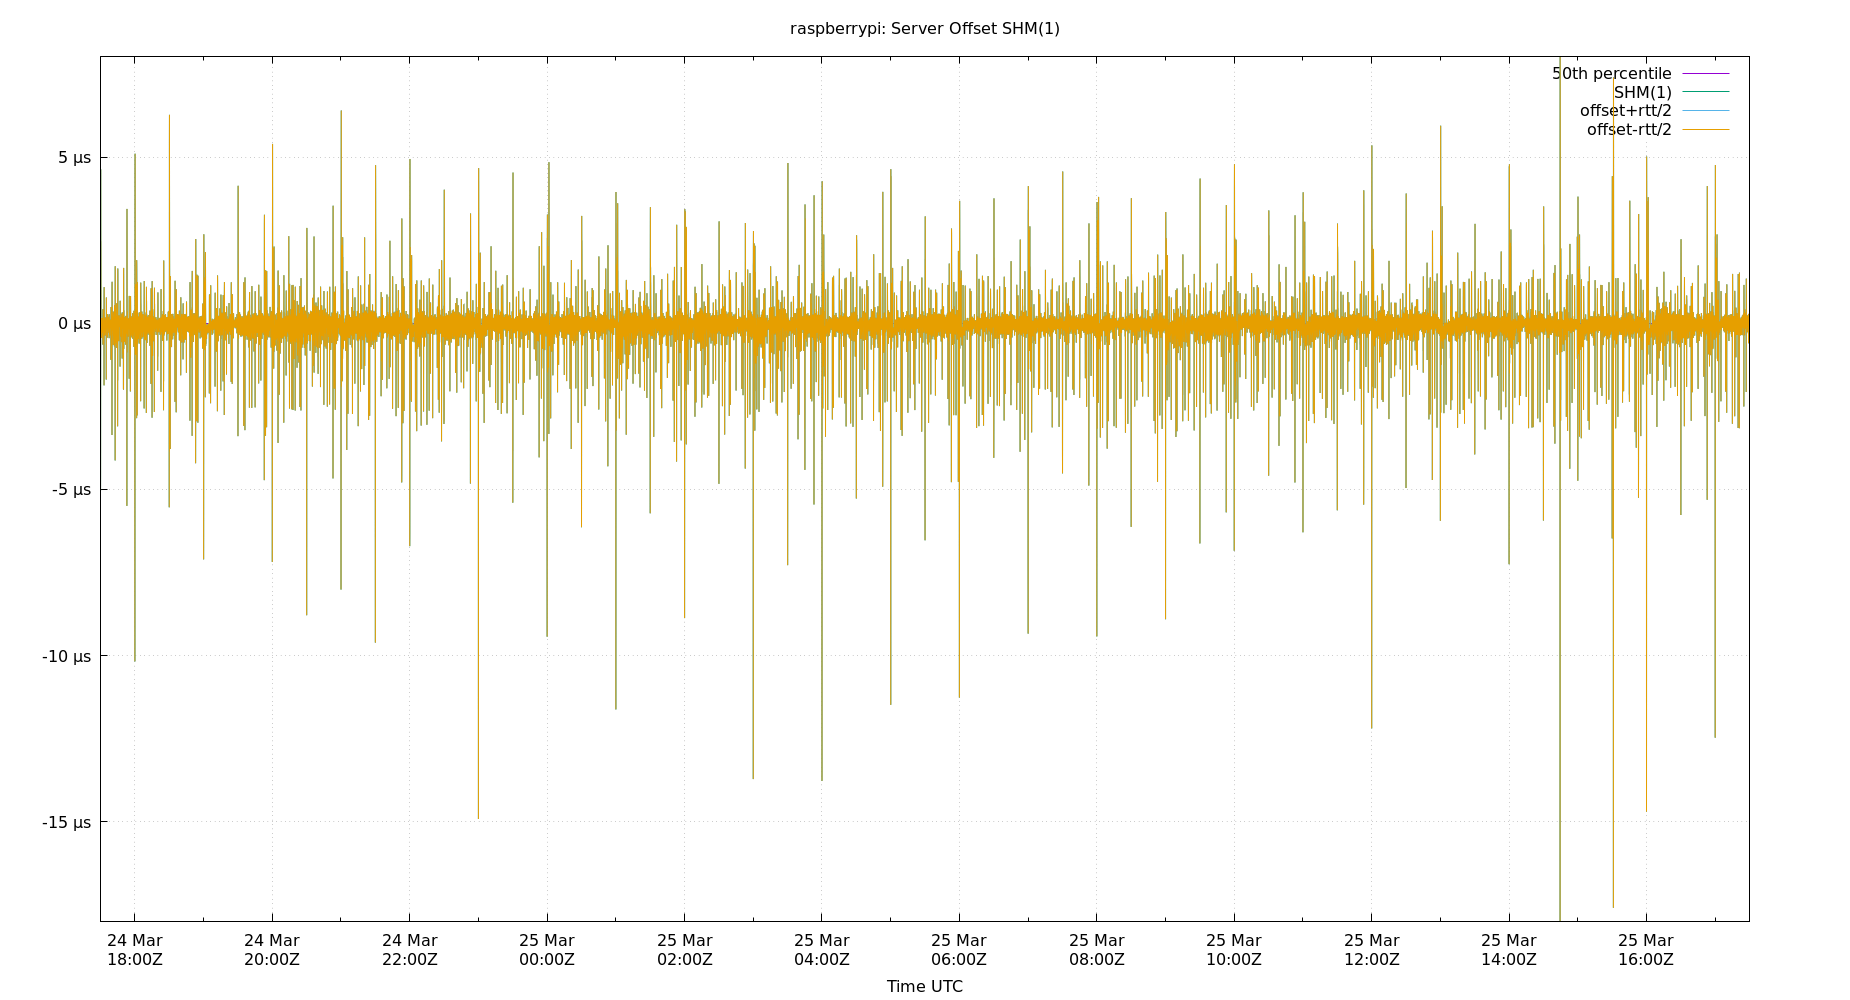 raspberrypi: Server Offset SHM(1)
50th percentile
SHM(1)
offset+rtt/2
offset-rtt/2
5 µs
0 µs
-5 µs
-10 µs
-15 µs
24 Mar 24 Mar 24 Mar 25 Mar 25 Mar 25 Mar 25 Mar 25 Mar 25 Mar 25 Mar 25 Mar 25 Mar
18:00Z 20:00Z 22:00Z 00:00Z 02:00Z 04:00Z 06:00Z 08:00Z 10:00Z 12:00Z 14:00Z 16:00Z
Time UTC